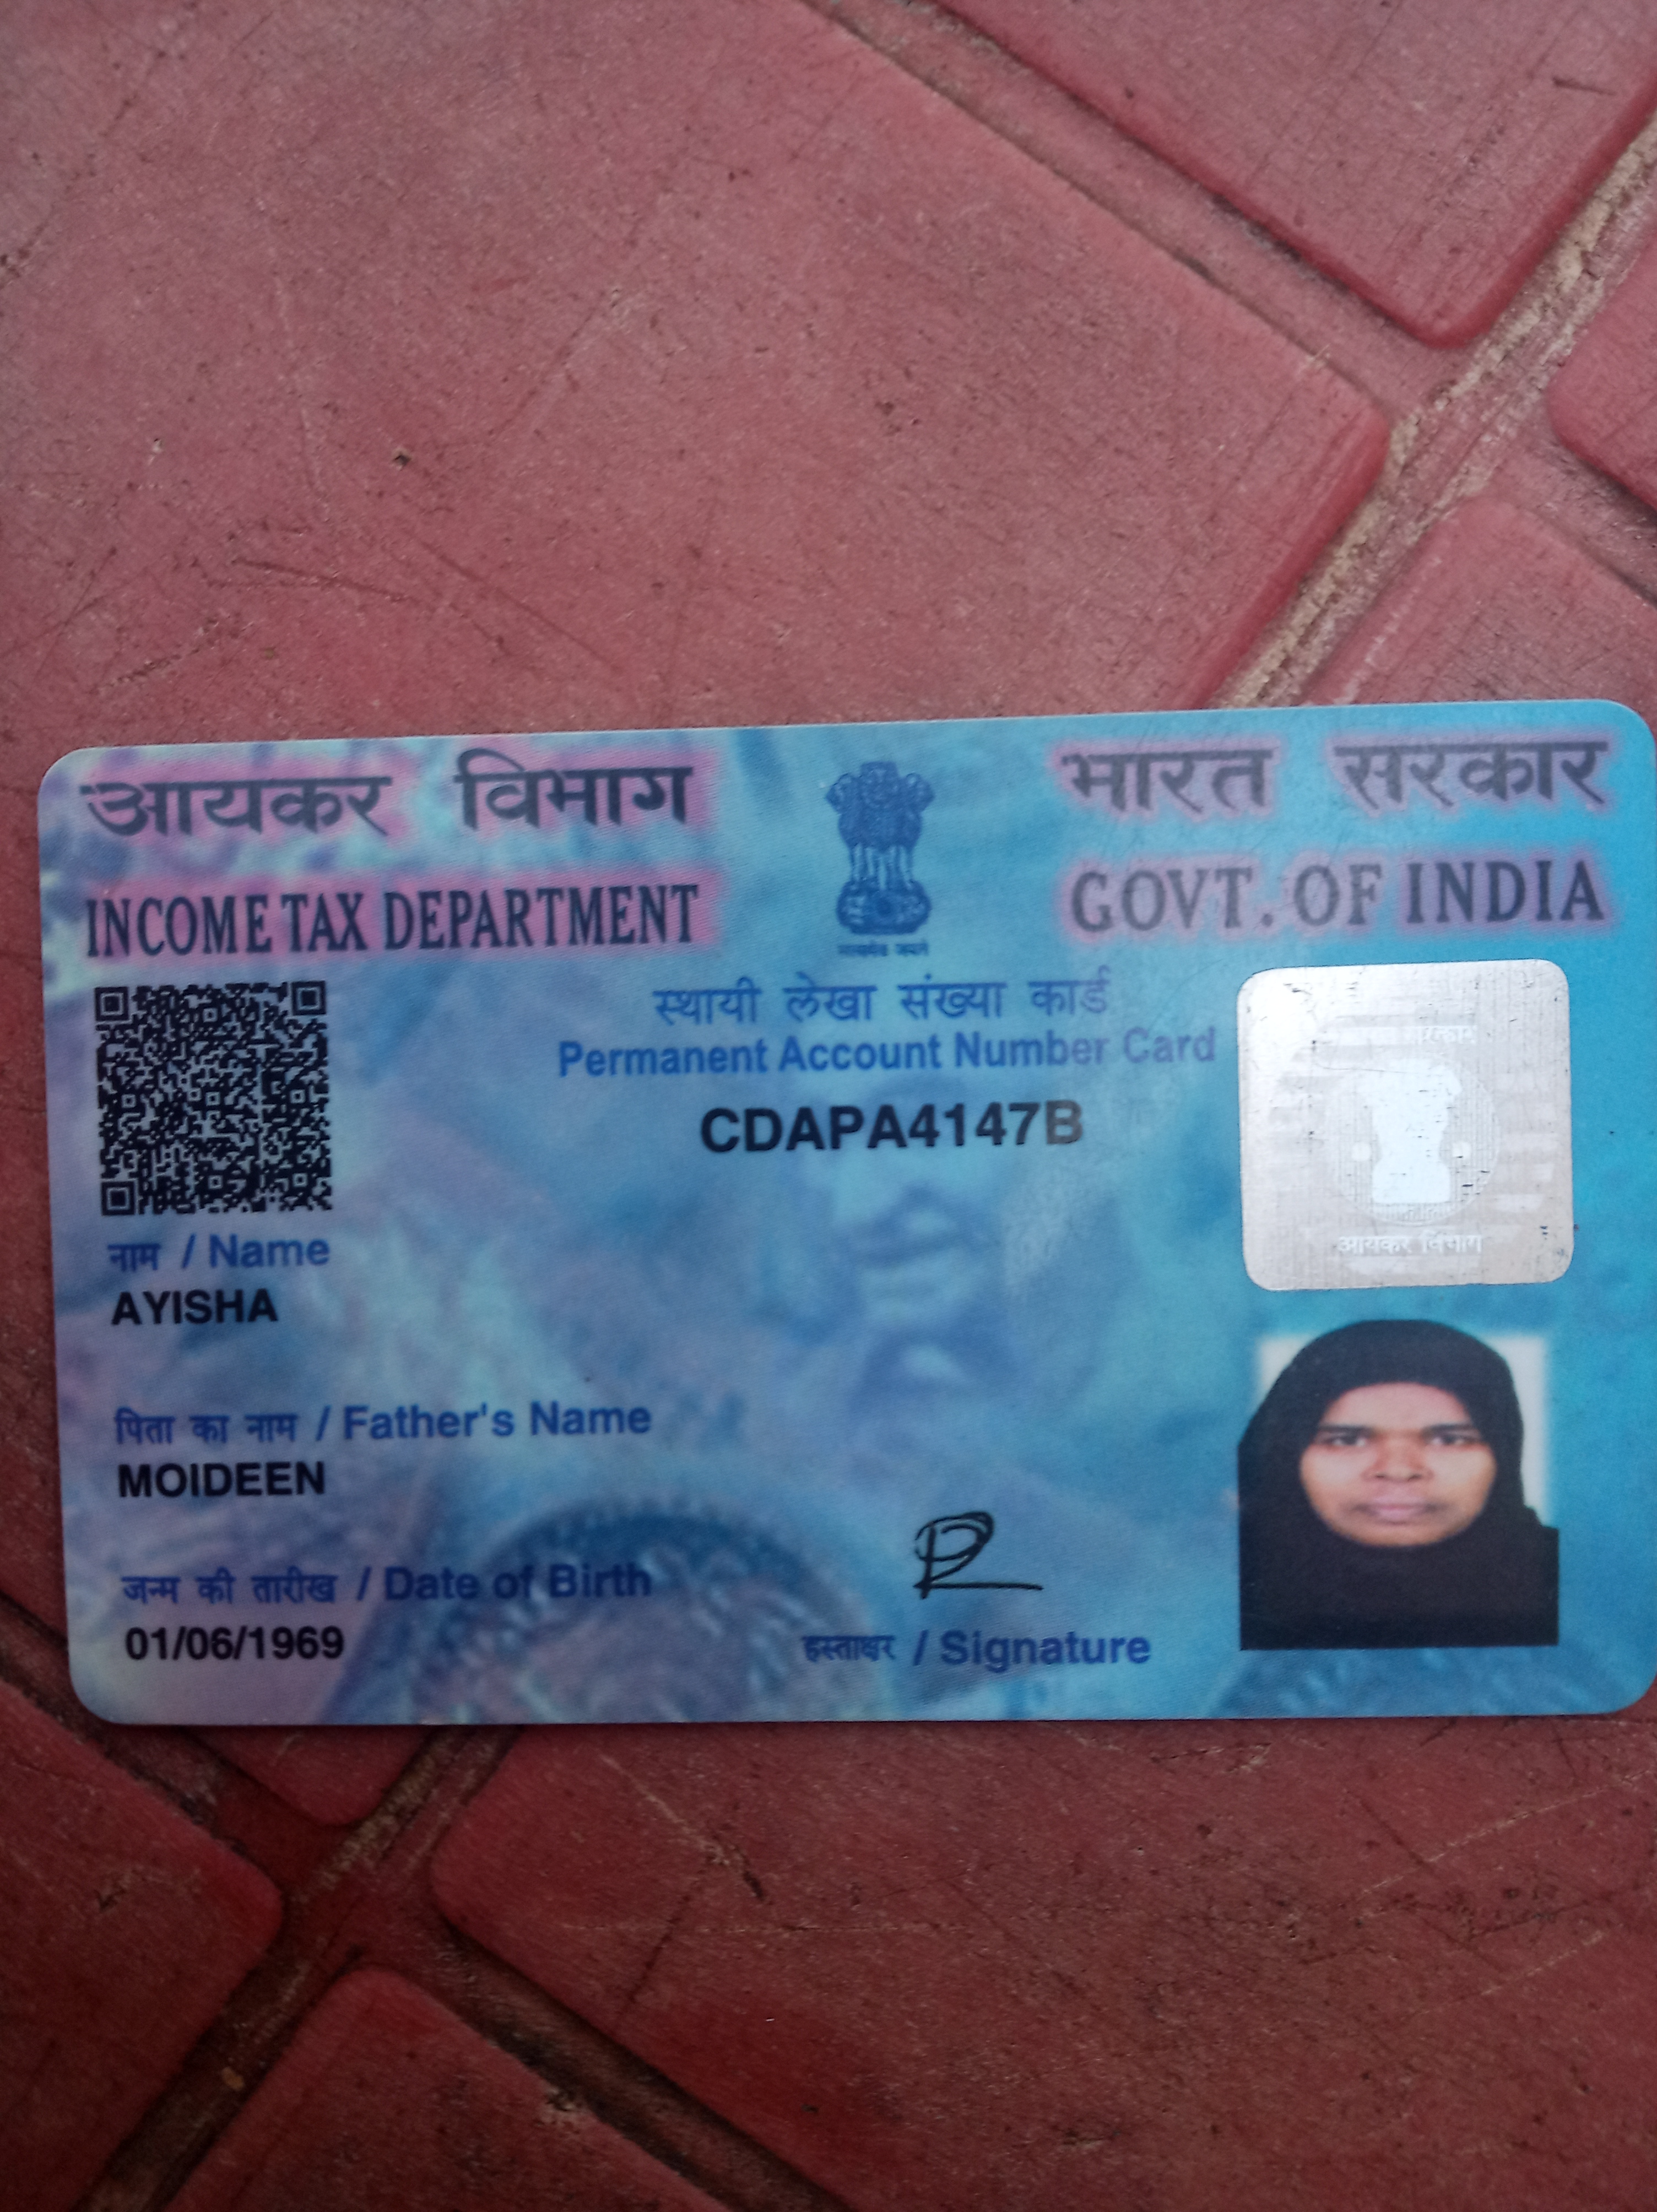 आयकर विभाग
INCOME TAX DEPARTMENT
भारत सरकार
GOVT. OF INDIA
सत्यमेव जयते
स्थायी लेखा संख्या कार्ड
Permanent Account Number Card
CDAPA4147B
नाम / Name
AYISHA
पिता का नाम / Father's Name
MOIDEEN
जन्म की तारीख / Date of Birth
01/06/1969
हस्ताक्षर / Signature
आयकर विभाग